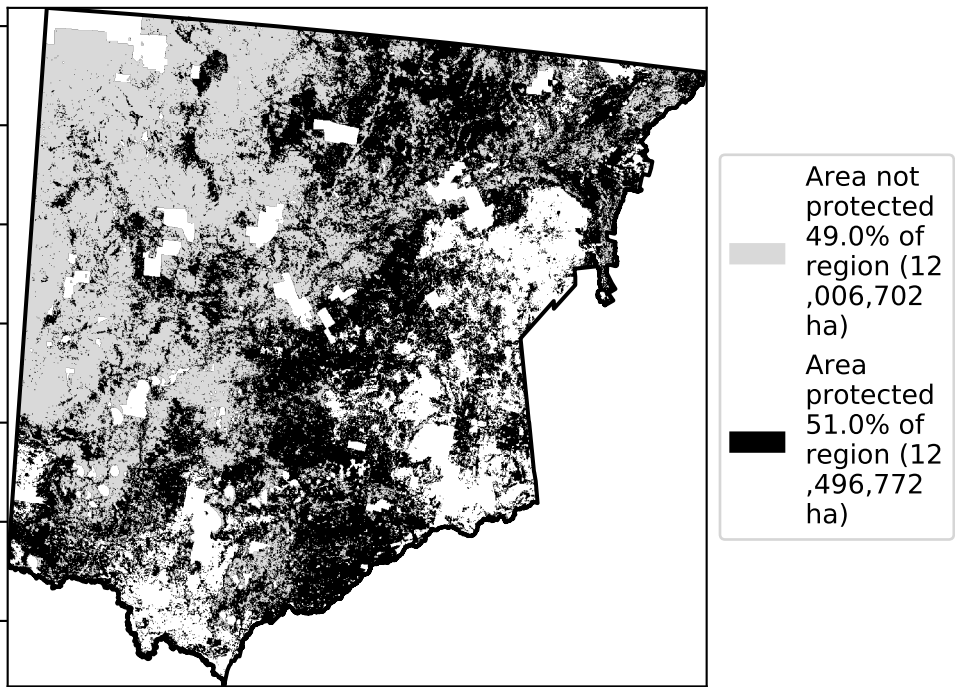 Area not
protected
49.0% of
region (12
,006,702
ha)
Area
protected
51.0% of
region (12
,496,772
ha)